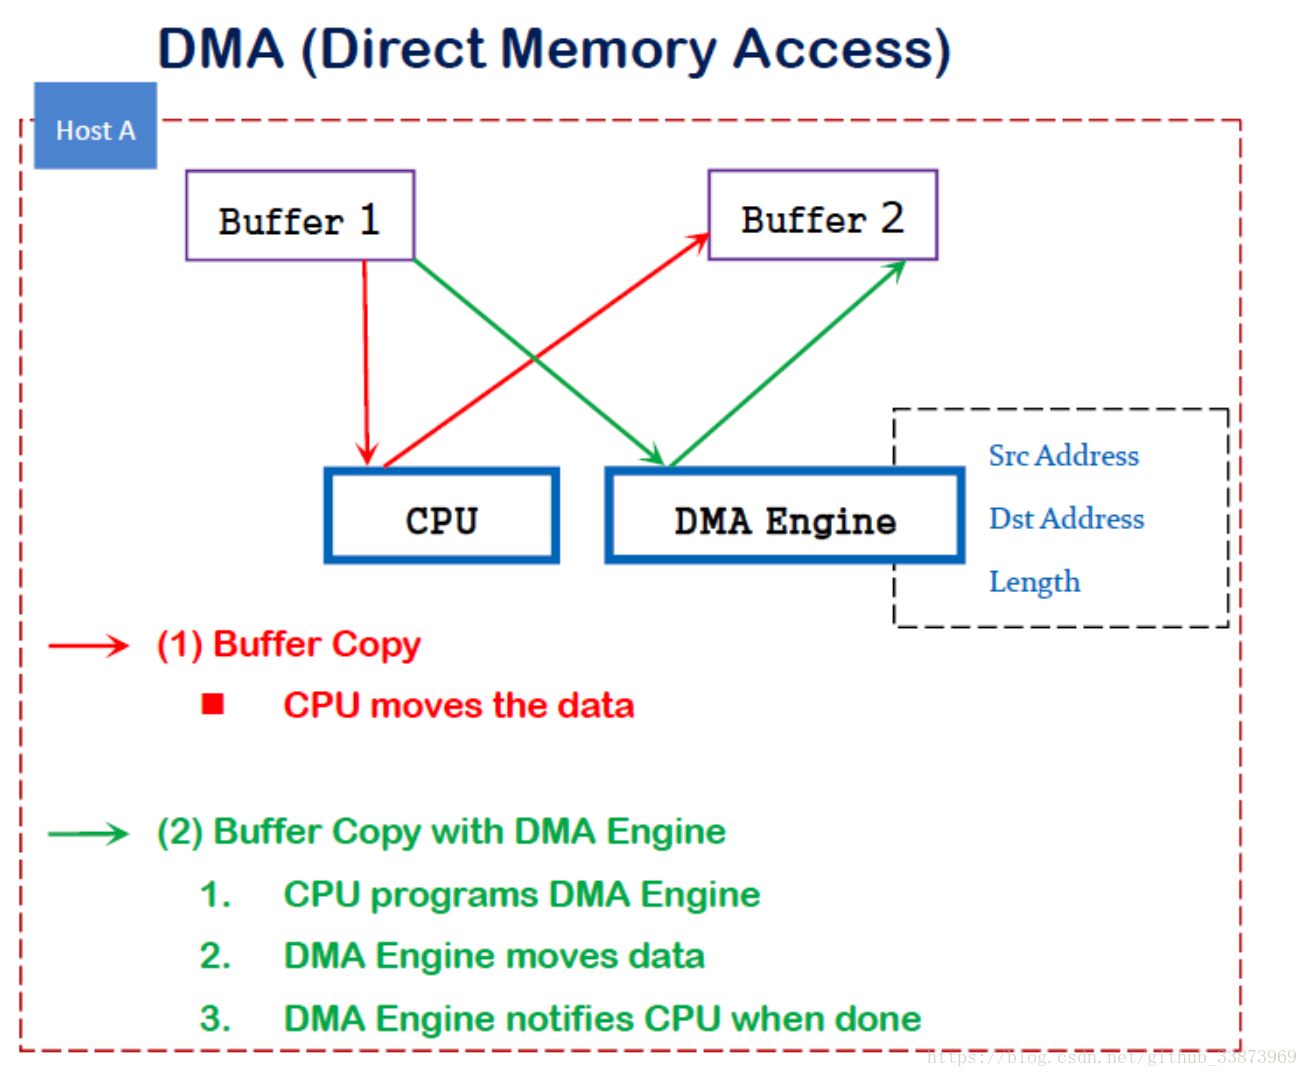 DMA (Direct Memory Access)
Host A
Buffer 1
Buffer 2
Src Address
CPU
DMA Engine
Dst Address
Length
(1) Buffer Copy
■ CPU moves the data
(2) Buffer Copy with DMA Engine
1. CPU programs DMA Engine
2. DMA Engine moves data
3. DMA Engine notifies CPU when done
https://blog.csdn.net/github_33873969